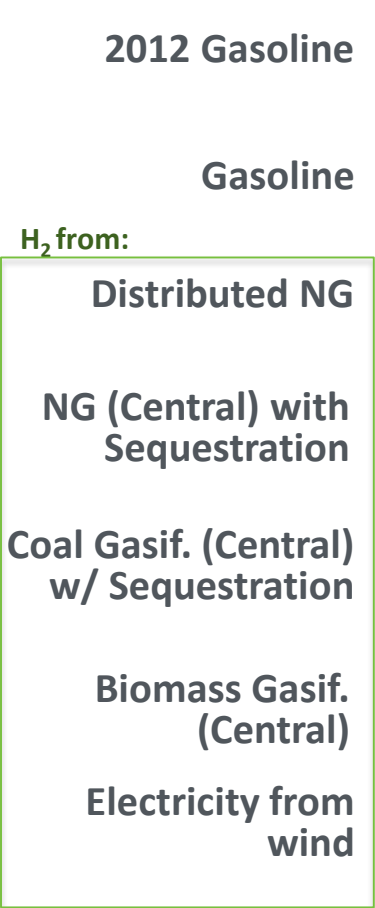 2012 Gasoline
Gasoline
H₂ from:
Distributed NG
NG (Central) with
Sequestration
Coal Gasif. (Central)
w/ Sequestration
Biomass Gasif.
(Central)
Electricity from
wind